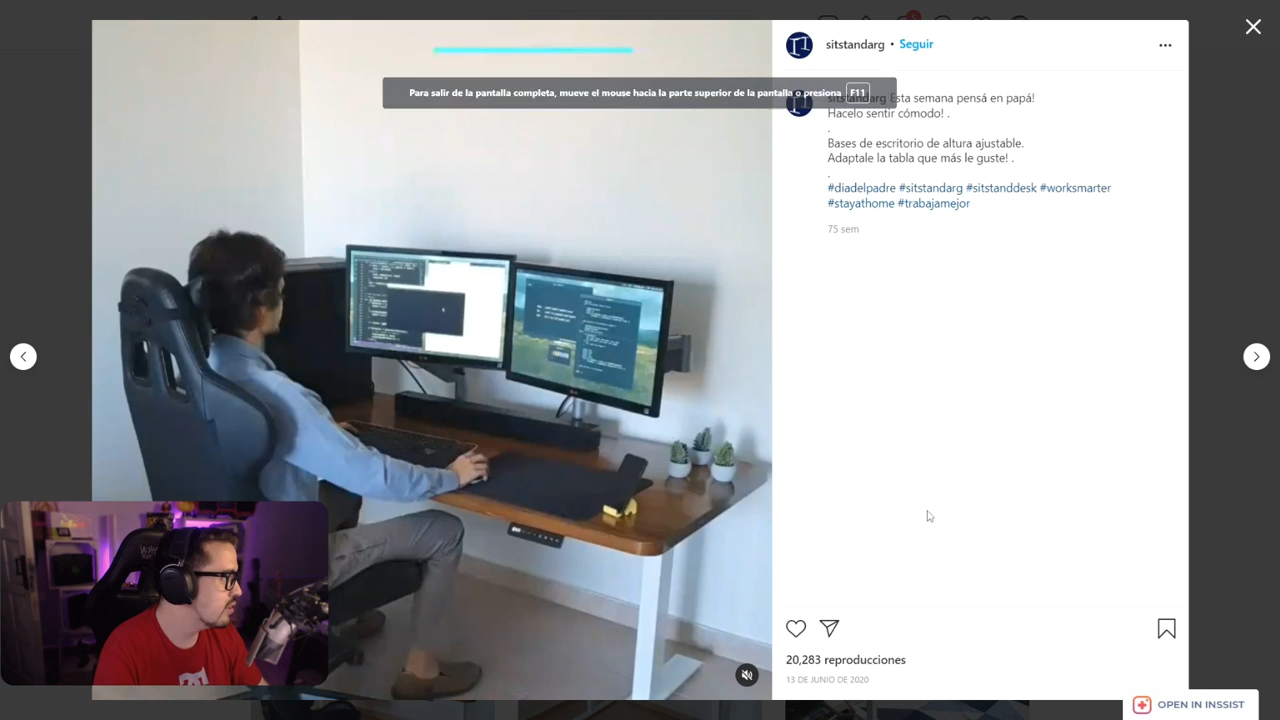 sitstandarg • Seguir
Para salir de la pantalla completa, mueve el mouse hacia la parte superior de la pantalla o presiona F11
sitstandarg Esta semana pensá en papá!
Hacelo sentir cómodo! .
.
Bases de escritorio de altura ajustable.
Adaptale la tabla que más le guste! .
.
#diadelpadre #sitstandarg #sitstanddesk #worksmarter
#stayathome #trabajamejor
75 sem
20,283 reproducciones
13 DE JUNIO DE 2020
OPEN IN INSSIST